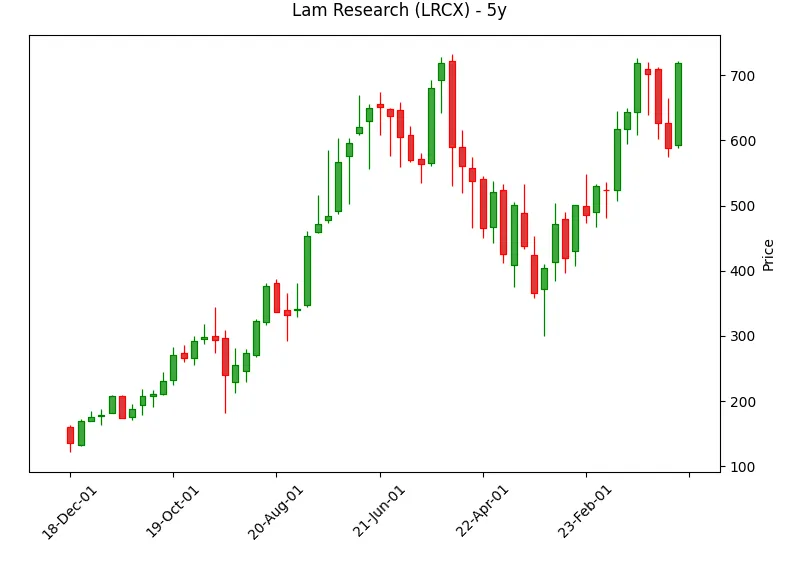 Lam Research (LRCX) - 5y
700
600
500
400
300
200
100
Price
18-Dec-01
19-Oct-01
20-Aug-01
21-Jun-01
22-Apr-01
23-Feb-01